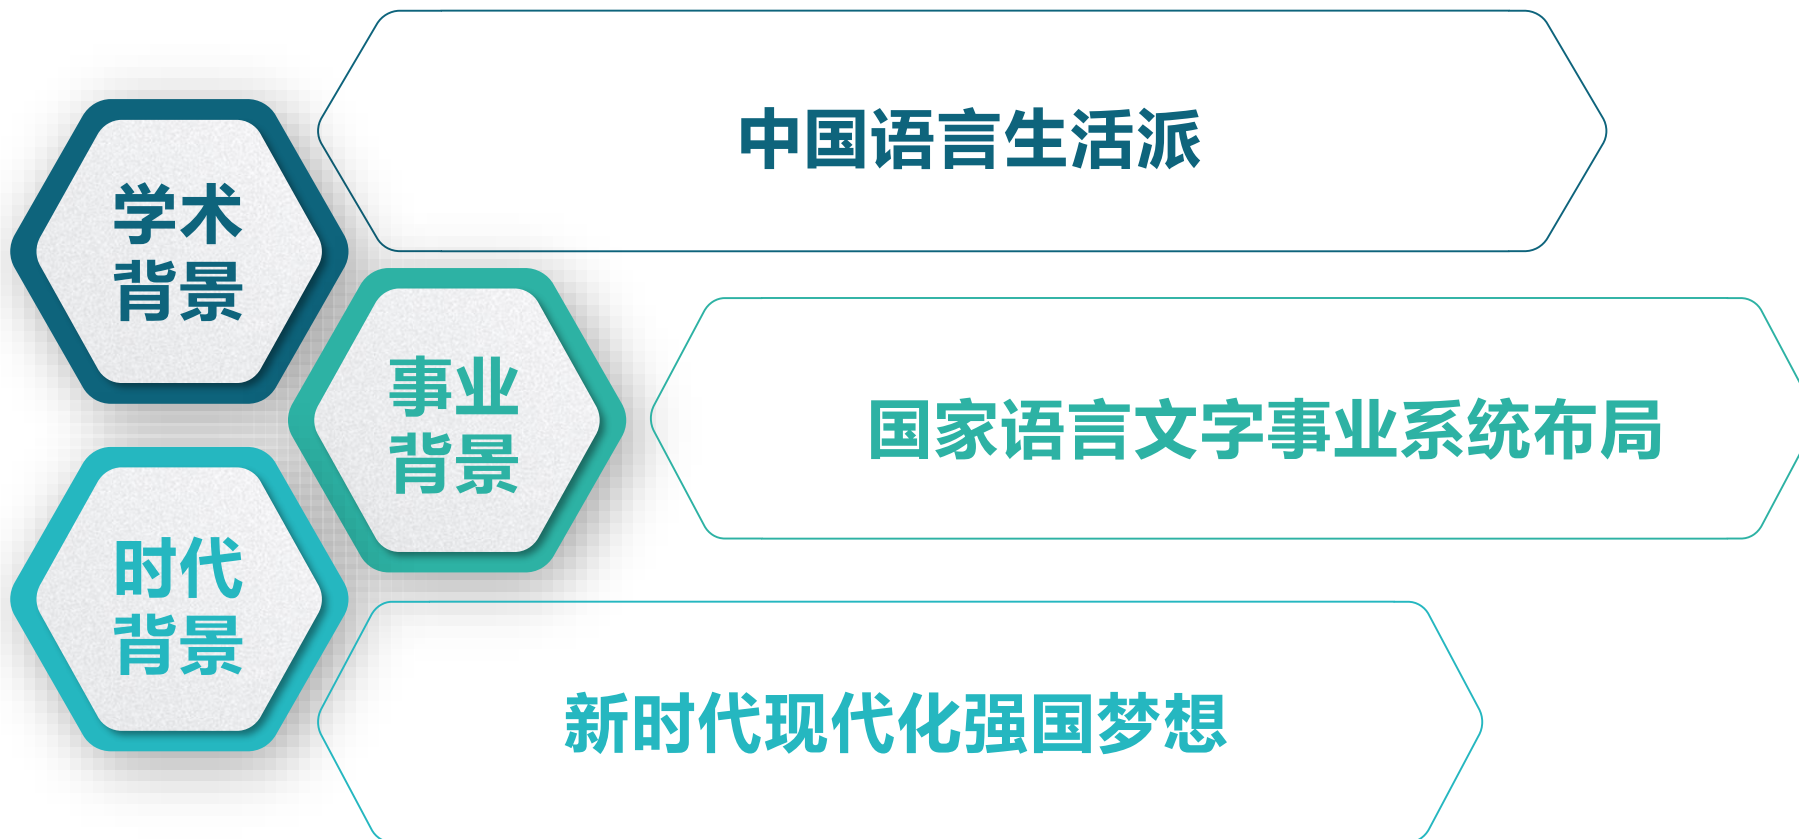 中国语言生活派
学术
背景
事业
背景
国家语言文字事业系统布局
时代
背景
新时代现代化强国梦想